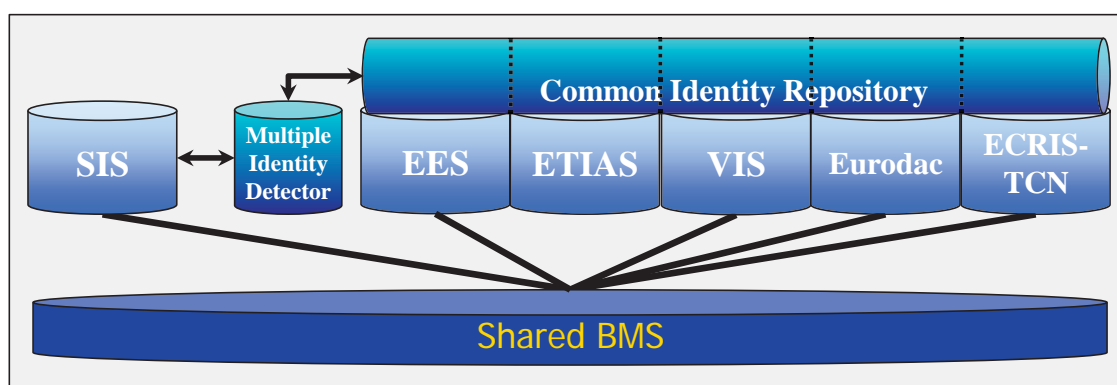 Common Identity Repository
SIS
Multiple
Identity
Detector
EES
ETIAS
VIS
Eurodac
ECRIS-
TCN
Shared BMS